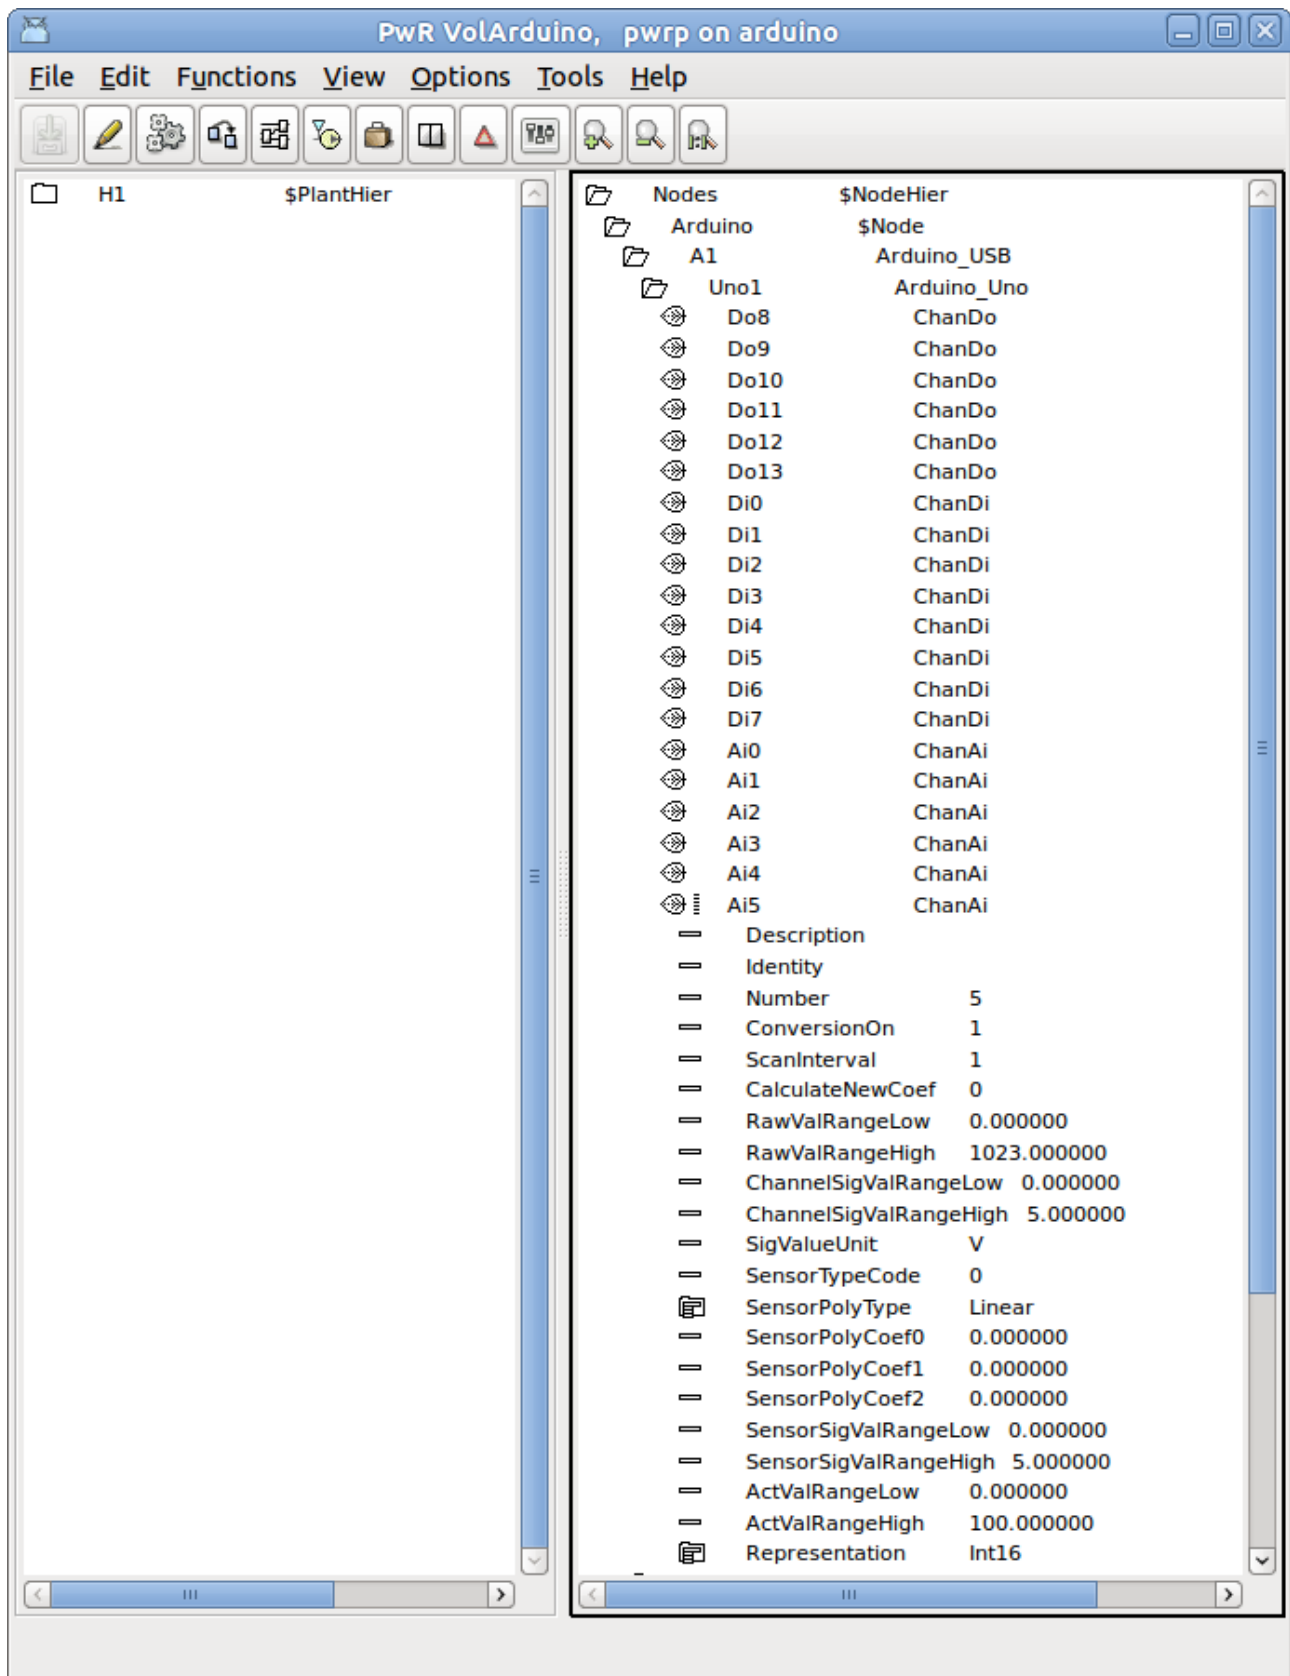 PwR VolArduino, pwrp on arduino
File Edit Functions View Options Tools Help
H1 $PlantHier
Nodes $NodeHier
Arduino $Node
A1 Arduino_USB
Uno1 Arduino_Uno
Do8 ChanDo
Do9 ChanDo
Do10 ChanDo
Do11 ChanDo
Do12 ChanDo
Do13 ChanDo
Di0 ChanDi
Di1 ChanDi
Di2 ChanDi
Di3 ChanDi
Di4 ChanDi
Di5 ChanDi
Di6 ChanDi
Di7 ChanDi
Ai0 ChanAi
Ai1 ChanAi
Ai2 ChanAi
Ai3 ChanAi
Ai4 ChanAi
Ai5 ChanAi
Description
Identity
Number 5
ConversionOn 1
ScanInterval 1
CalculateNewCoef 0
RawValRangeLow 0.000000
RawValRangeHigh 1023.000000
ChannelSigValRangeLow 0.000000
ChannelSigValRangeHigh 5.000000
SigValueUnit V
SensorTypeCode 0
SensorPolyType Linear
SensorPolyCoef0 0.000000
SensorPolyCoef1 0.000000
SensorPolyCoef2 0.000000
SensorSigValRangeLow 0.000000
SensorSigValRangeHigh 5.000000
ActValRangeLow 0.000000
ActValRangeHigh 100.000000
Representation Int16